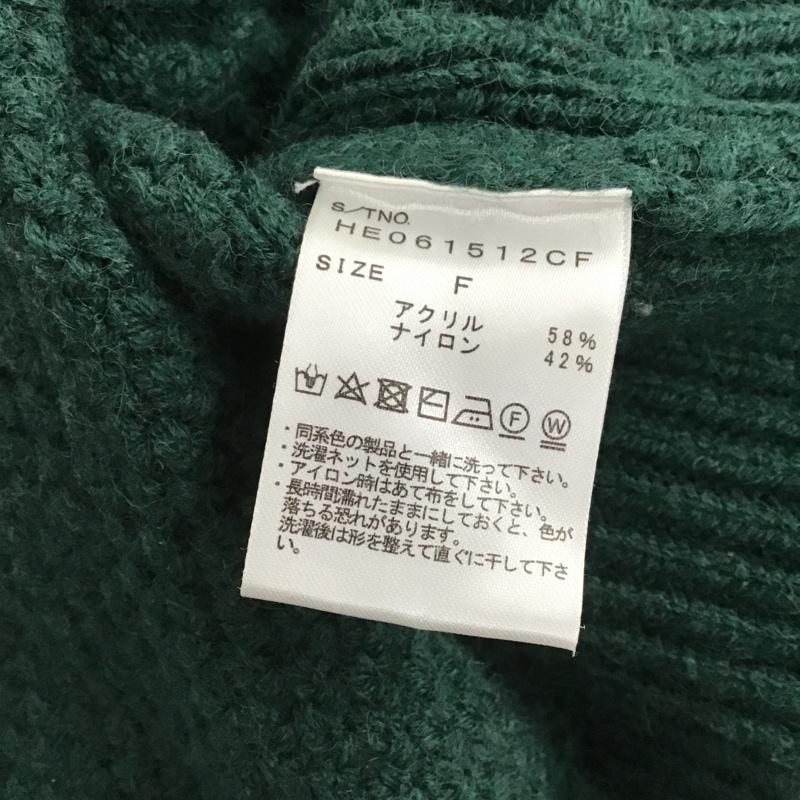 S/TNO.
HE061512CF
SIZE F
アクリル 58%
ナイロン 42%
F W
・同系色の製品と一緒に洗って下さい。
・洗濯ネットを使用して下さい。
・アイロン時はあて布をして下さい。
・長時間濡れたままにしておくと、色が
落ちる恐れがあります。
洗濯後は形を整えて直ぐに干して下さ
い。